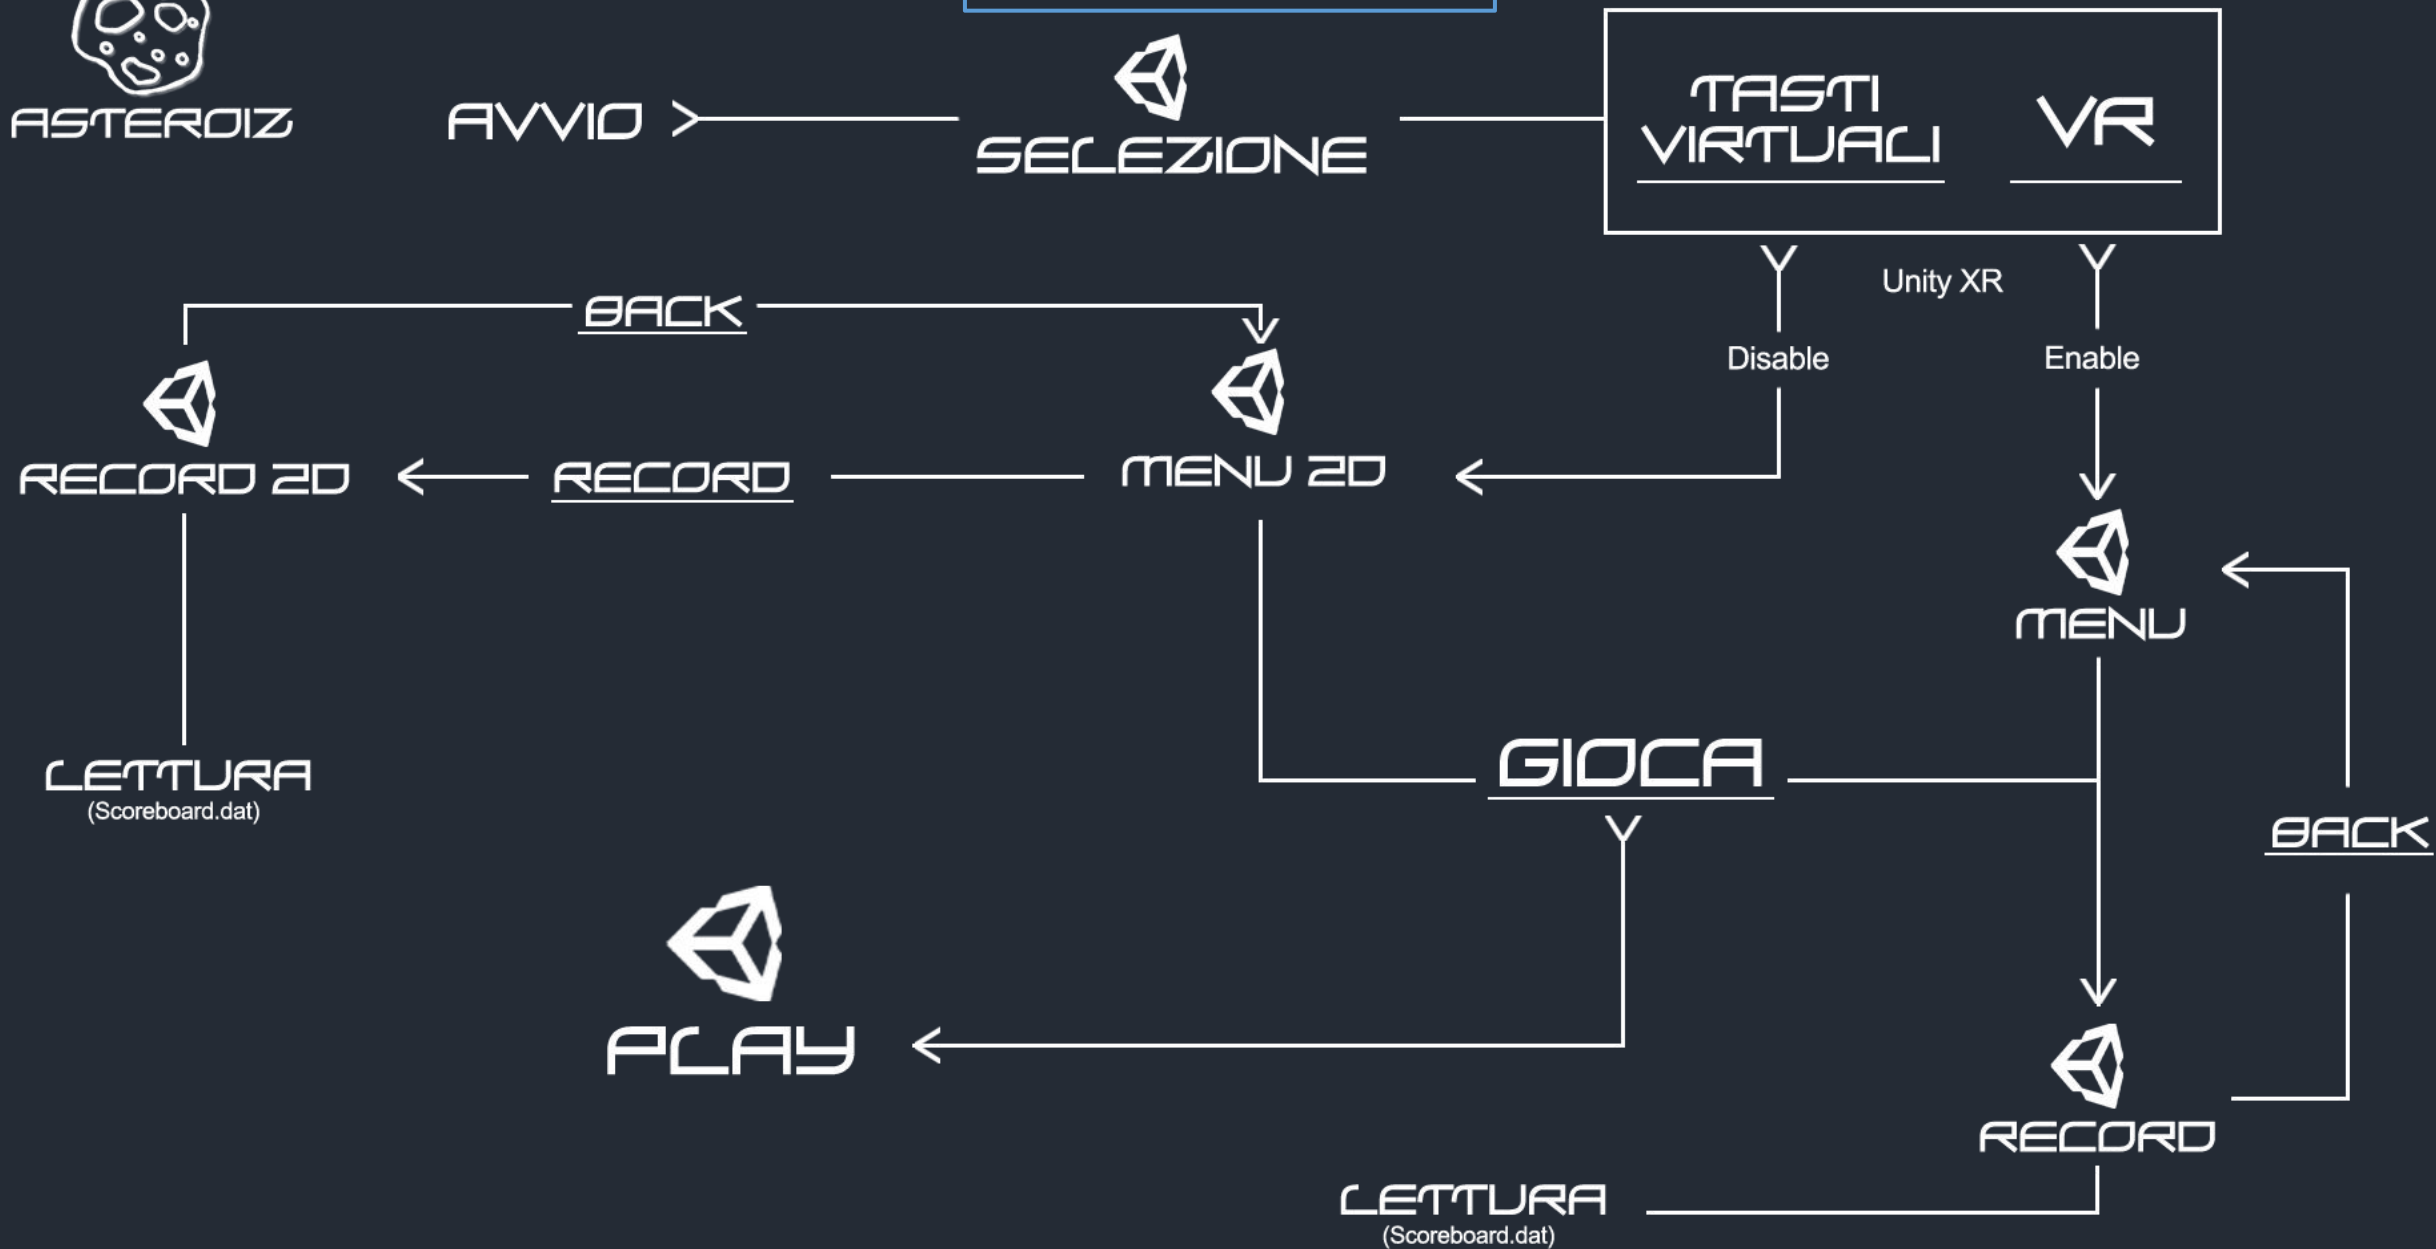 ASTEROIZ
AVVIO
SELEZIONE
TASTI
VIRTUALI
VR
Unity XR
Disable
Enable
BACK
RECORD 2D
RECORD
MENU 2D
MENU
LETTURA
(Scoreboard.dat)
GIOCA
BACK
PLAY
RECORD
LETTURA
(Scoreboard.dat)